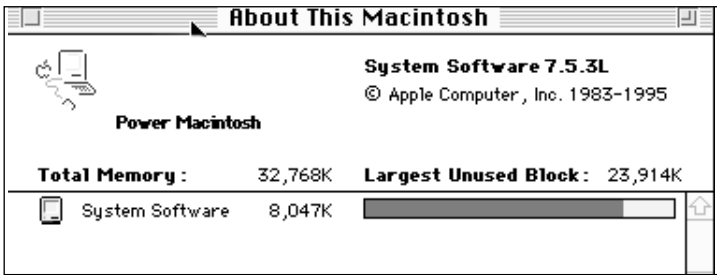 About This Macintosh
System Software 7.5.3L
© Apple Computer, Inc. 1983-1995
Power Macintosh
Total Memory: 32,768K Largest Unused Block: 23,914K
System Software 8,047K